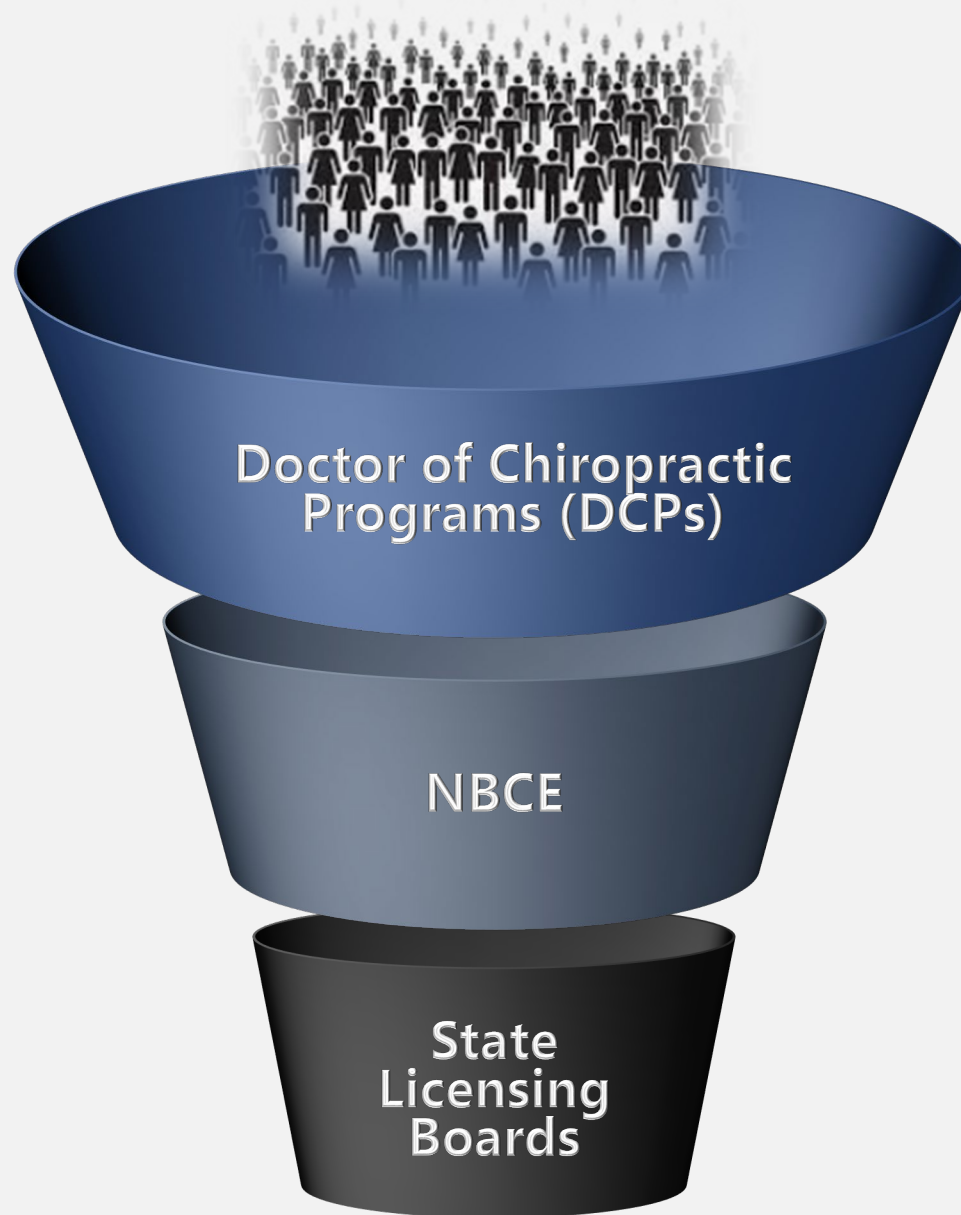 Doctor of Chiropractic
Programs (DCPs)
NBCE
State
Licensing
Boards